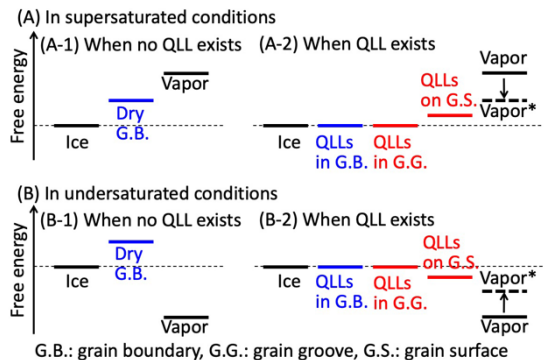 (A) In supersaturated conditions
(A-1) When no QLL exists
(A-2) When QLL exists
Free energy
Ice
Dry
G.B.
Vapor
Ice
QLLs
in G.B.
QLLs
in G.G.
QLLs
on G.S.
Vapor
Vapor*
(B) In undersaturated conditions
(B-1) When no QLL exists
(B-2) When QLL exists
Free energy
Ice
Dry
G.B.
Vapor
Ice
QLLs
in G.B.
QLLs
in G.G.
QLLs
on G.S.
Vapor*
Vapor
G.B.: grain boundary, G.G.: grain groove, G.S.: grain surface